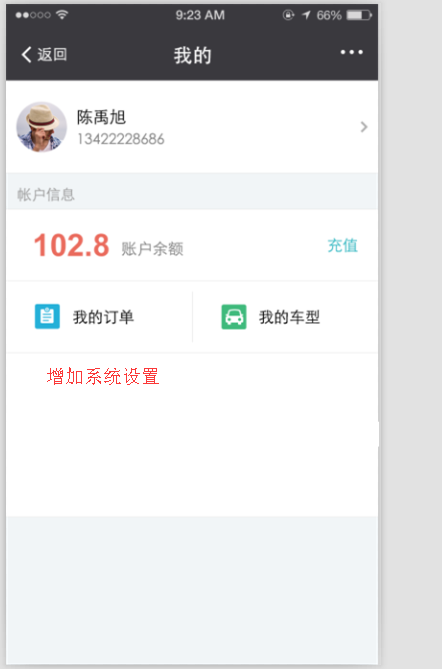 9:23 AM 66%
返回 我的 •••
陈禹旭
13422228686
帐户信息
102.8 账户余额 充值
我的订单 我的车型
增加系统设置